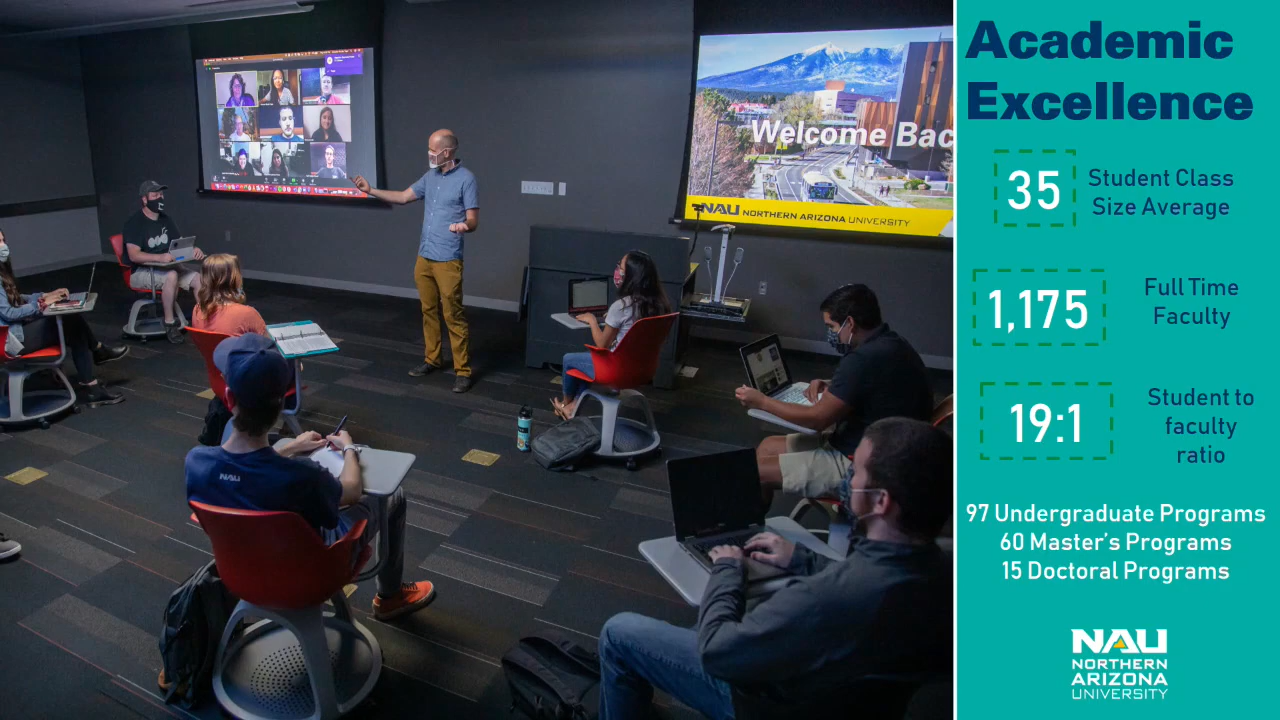 Welcome Bac
NAU NORTHERN ARIZONA UNIVERSITY
NAU
Academic
Excellence
35
Student Class
Size Average
1,175
Full Time
Faculty
19:1
Student to
faculty
ratio
97 Undergraduate Programs
60 Master's Programs
15 Doctoral Programs
NAU
NORTHERN
ARIZONA
UNIVERSITY